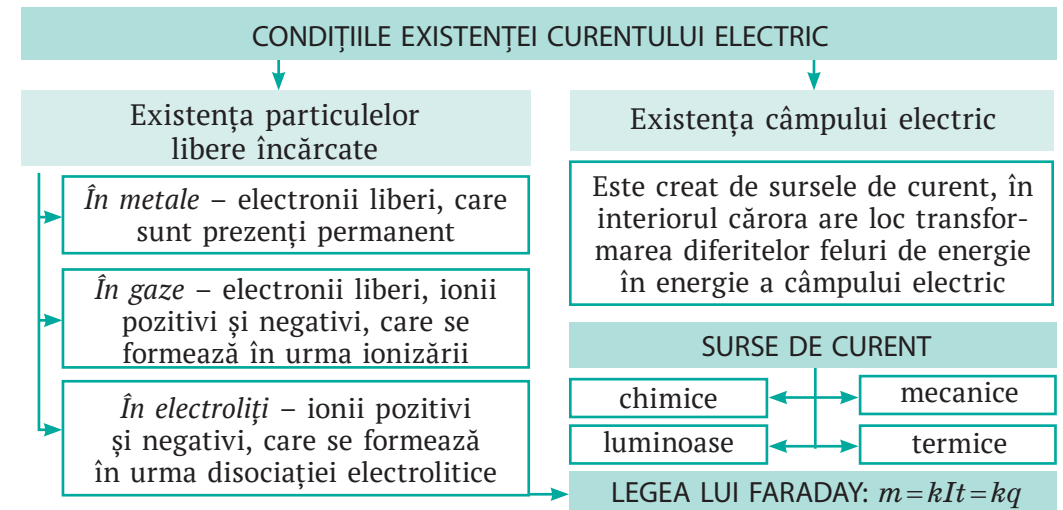 CONDIȚIILE EXISTENȚEI CURENTULUI ELECTRIC
Existența particulelor
libere încărcate
În metale – electronii liberi, care
sunt prezenți permanent
În gaze – electronii liberi, ionii
pozitivi și negativi, care se
formează în urma ionizării
În electroliți – ionii pozitivi
și negativi, care se formează
în urma disociației electrolitice
Existența câmpului electric
Este creat de sursele de curent, în
interiorul cărora are loc transfor-
marea diferitelor feluri de energie
în energie a câmpului electric
SURSE DE CURENT
chimice
mecanice
luminoase
termice
LEGEA LUI FARADAY: m = kIt = kq